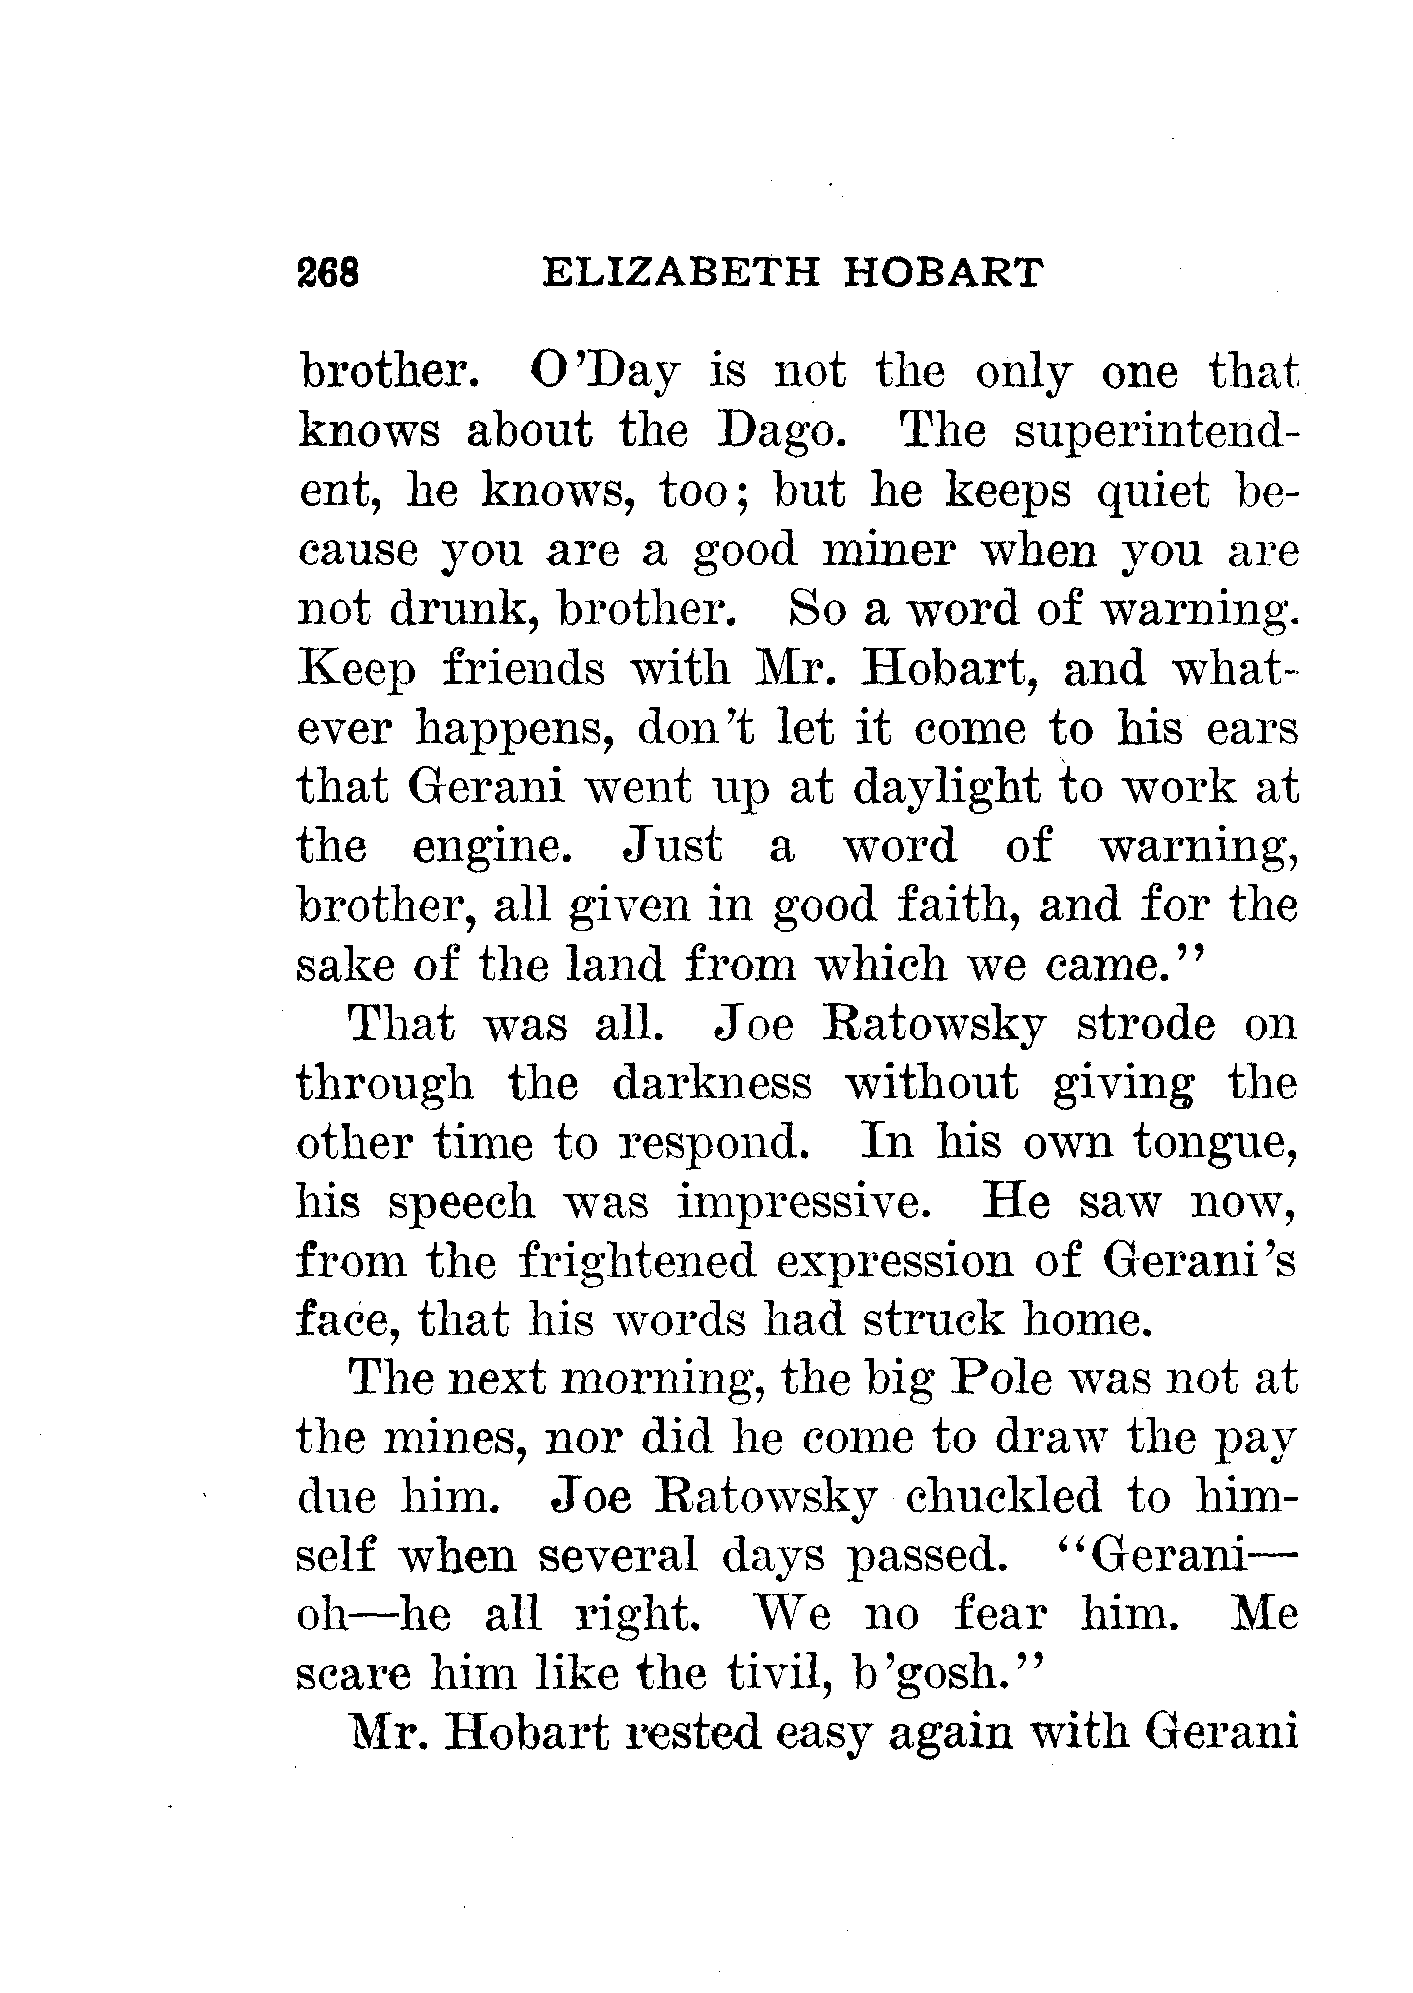 268 ELIZABETH HOBART
brother. O'Day is not the only one that
knows about the Dago. The superintend-
ent, he knows, too; but he keeps quiet be-
cause you are a good miner when you are
not drunk, brother. So a word of warning.
Keep friends with Mr. Hobart, and what-
ever happens, don't let it come to his ears
that Gerani went up at daylight to work at
the engine. Just a word of warning,
brother, all given in good faith, and for the
sake of the land from which we came."
That was all. Joe Ratowsky strode on
through the darkness without giving the
other time to respond. In his own tongue,
his speech was impressive. He saw now,
from the frightened expression of Gerani's
face, that his words had struck home.
The next morning, the big Pole was not at
the mines, nor did he come to draw the pay
due him. Joe Ratowsky chuckled to him-
self when several days passed. "Gerani—
oh—he all right. We no fear him. Me
scare him like the tivil, b'gosh."
Mr. Hobart rested easy again with Gerani